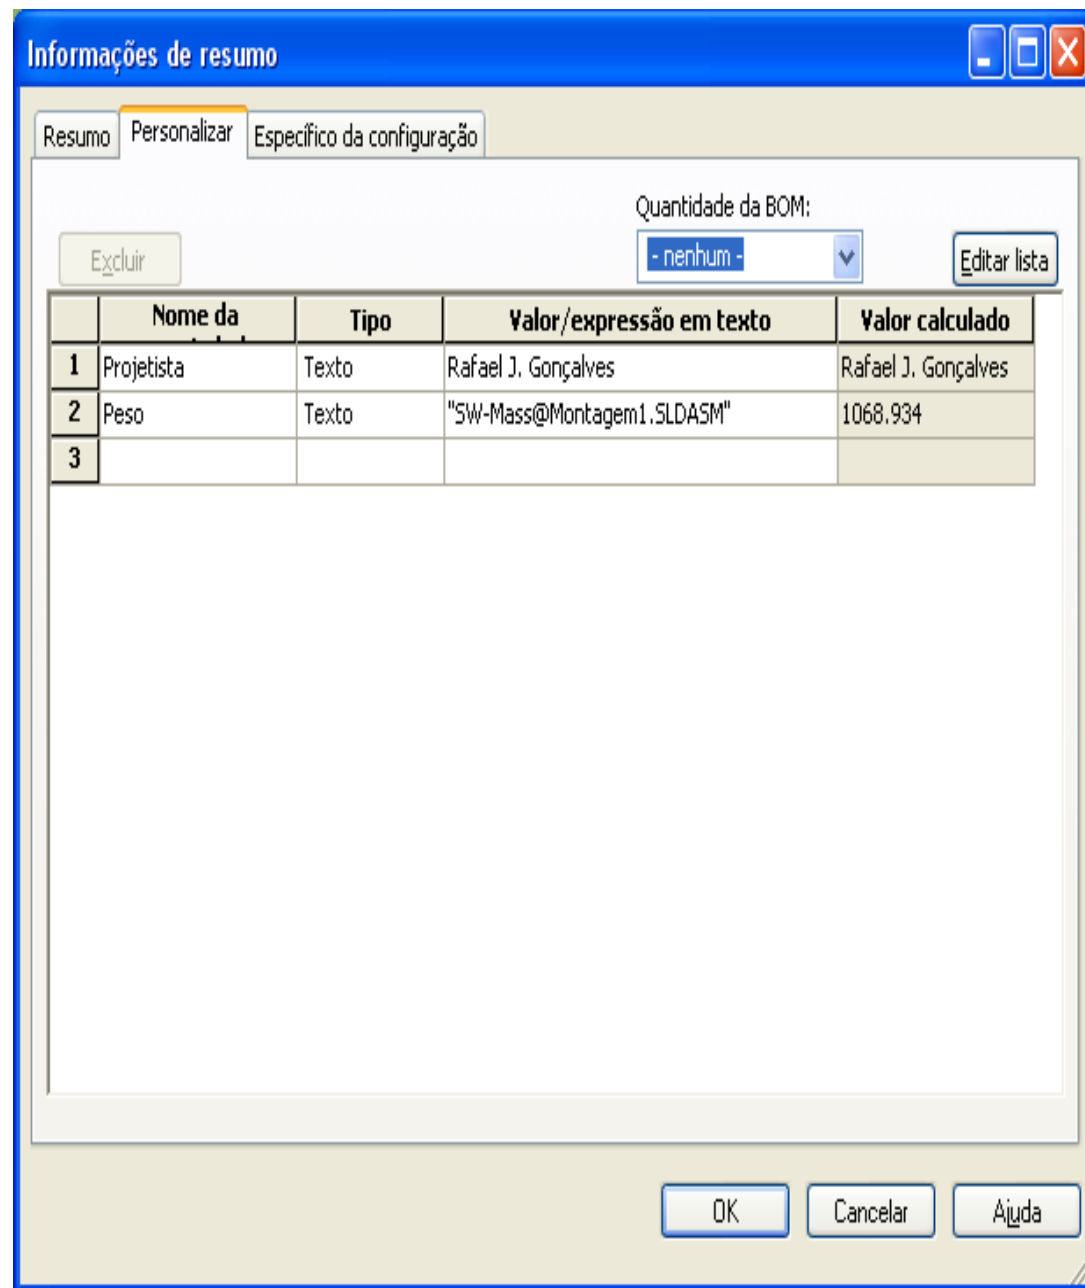 Informações de resumo
Resumo Personalizar Específico da configuração
Quantidade da BOM:
Excluir - nenhum - Editar lista
Nome da Tipo Valor/expressão em texto Valor calculado
1 Projetista Texto Rafael J. Gonçalves Rafael J. Gonçalves
2 Peso Texto "SW-Mass@Montagem1.SLDASM" 1068.934
3
OK Cancelar Ajuda